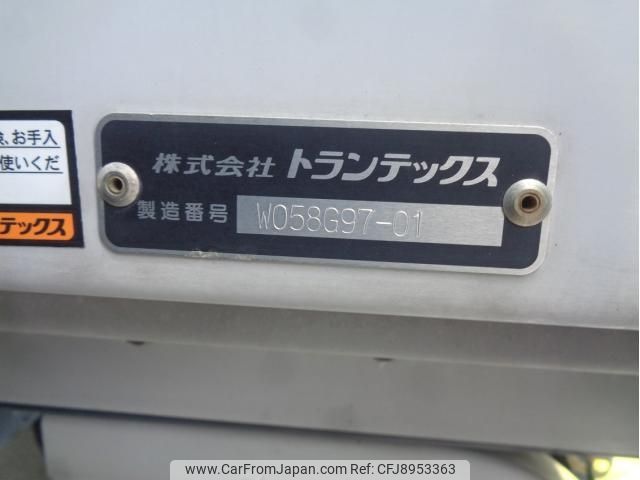 株式会社 トランテックス
製造番号 W058G97-01
、お手入
使いくだ
テックス
www.CarFromJapan.com - CFJ8953363